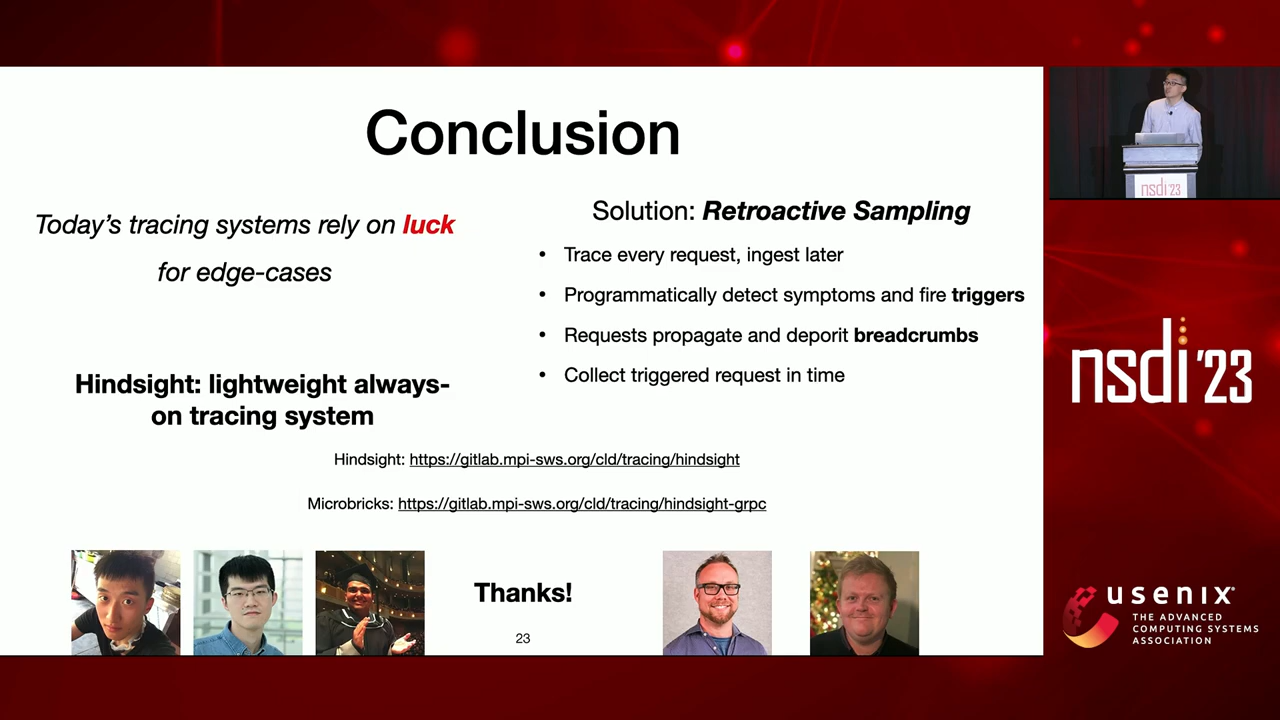 Conclusion
Today's tracing systems rely on luck
for edge-cases
Hindsight: lightweight always-
on tracing system
Solution: Retroactive Sampling
• Trace every request, ingest later
• Programmatically detect symptoms and fire triggers
• Requests propagate and deporit breadcrumbs
• Collect triggered request in time
Hindsight: https://gitlab.mpi-sws.org/cld/tracing/hindsight
Microbricks: https://gitlab.mpi-sws.org/cld/tracing/hindsight-grpc
Thanks!
23
nsdi '23
nsdi '23
usenix®
THE ADVANCED
COMPUTING SYSTEMS
ASSOCIATION